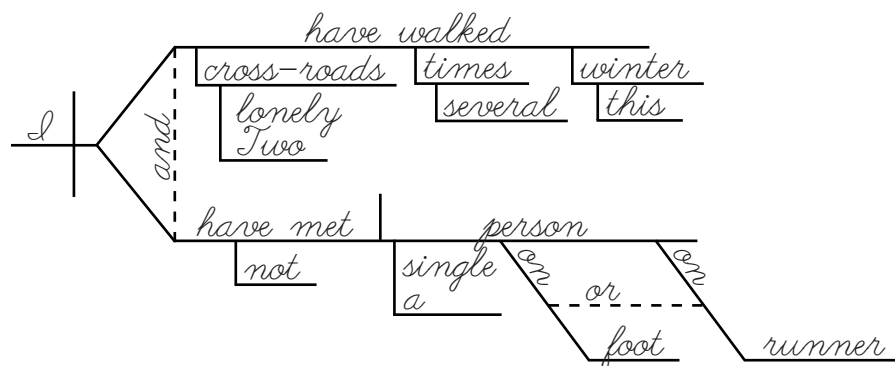 have walked
cross-roads times winter
lonely several this
Two
I
and
have met person
not single on on
a or
foot runner